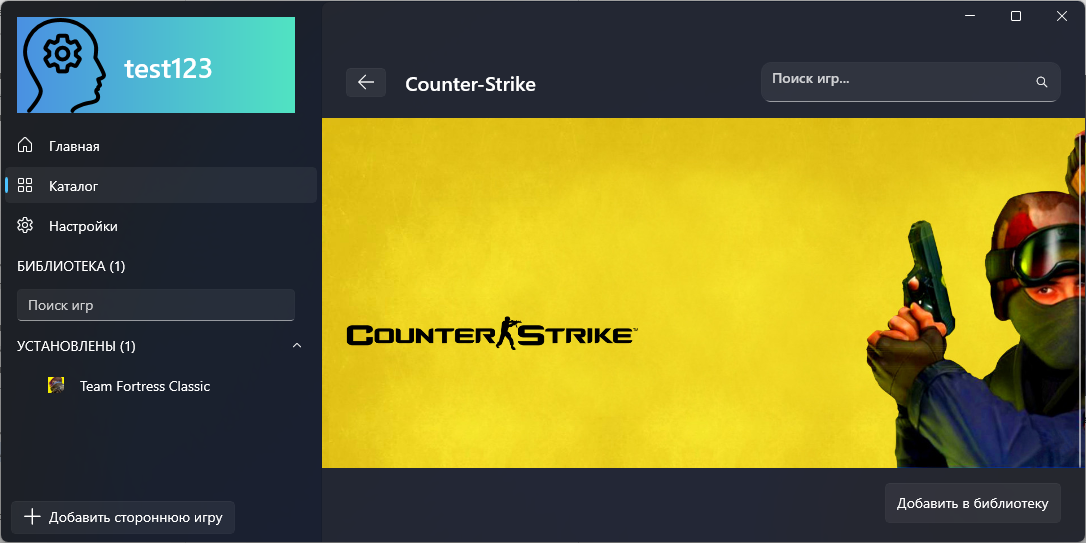 test123
Главная
Каталог
Настройки
БИБЛИОТЕКА (1)
Поиск игр
УСТАНОВЛЕНЫ (1)
Team Fortress Classic
Добавить стороннюю игру
Counter-Strike
Поиск игр...
COUNTER STRIKE™
Добавить в библиотеку